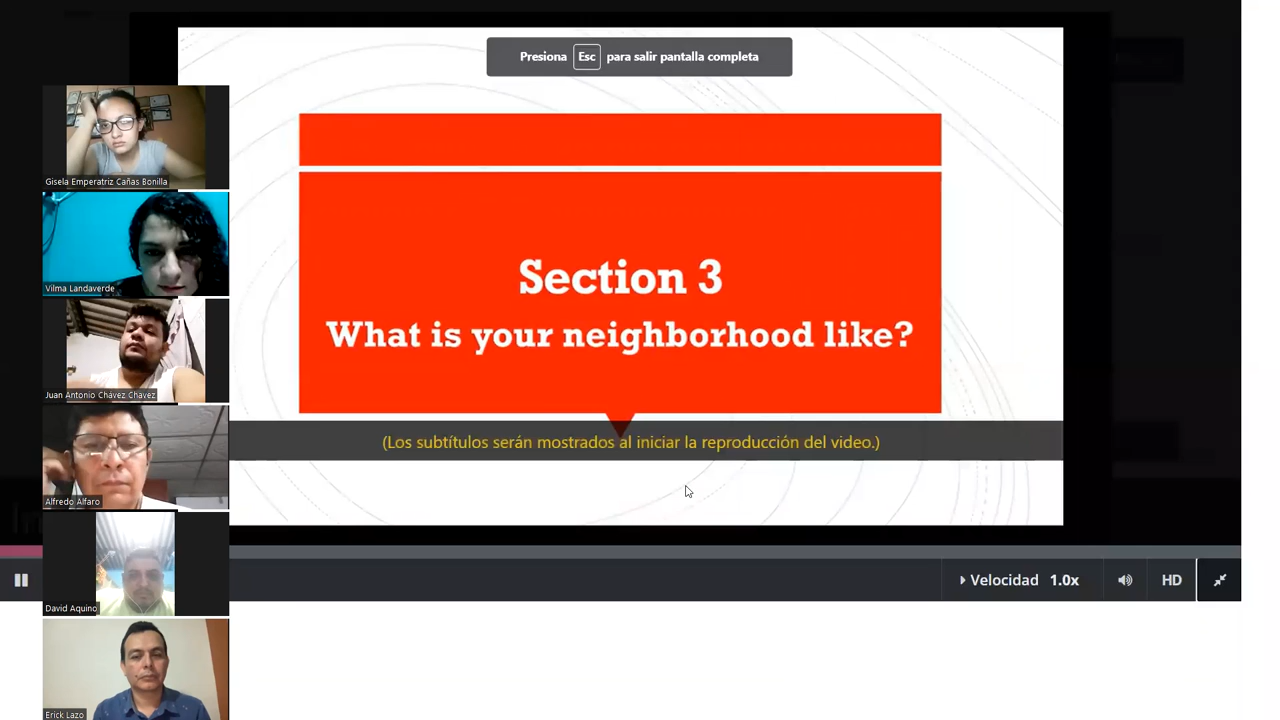 Presiona Esc para salir pantalla completa
Gisela Emperatriz Cañas Bonilla
Vilma Landaverde
Juan Antonio Chávez Chavez
Alfredo Alfaro
David Aquino
Erick Lazo
Section 3
What is your neighborhood like?
(Los subtítulos serán mostrados al iniciar la reproducción del video.)
Velocidad 1.0x
HD